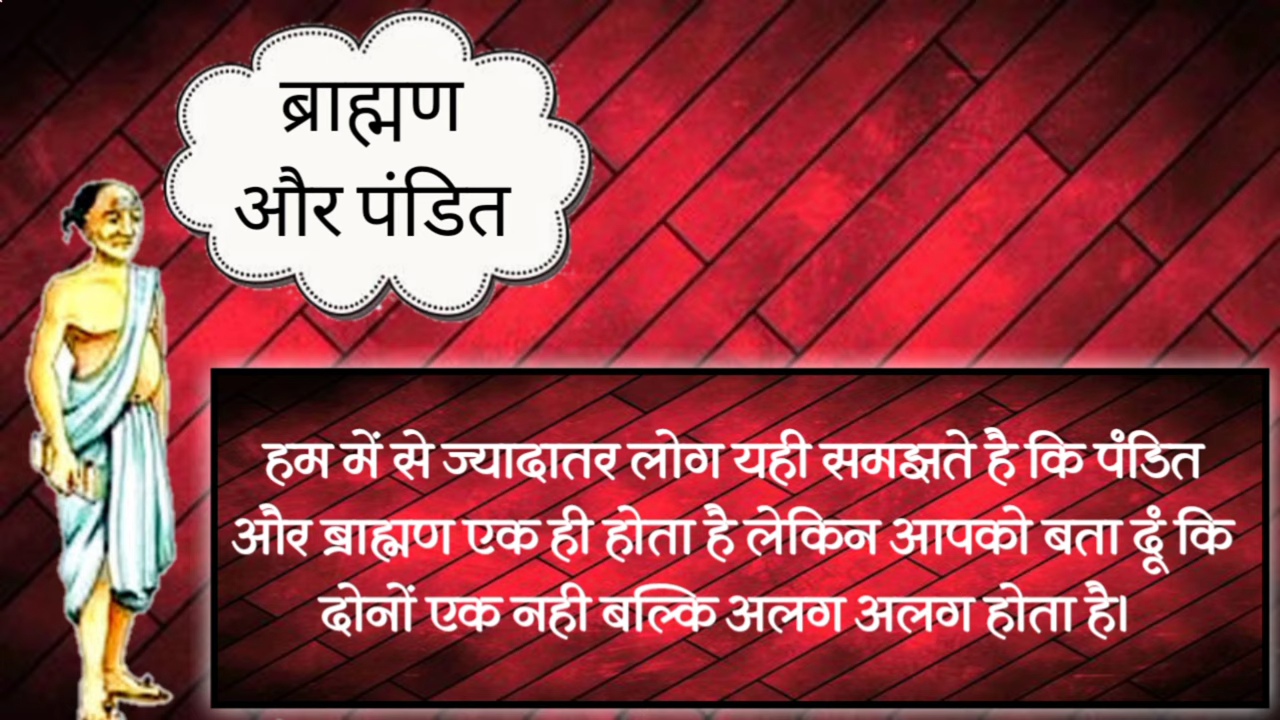 ब्राह्मण
और पंडित
हम में से ज्यादातर लोग यही समझते है कि पंडित
और ब्राह्मण एक ही होता है लेकिन आपको बता दूं कि
दोनों एक नही बल्कि अलग अलग होता है।